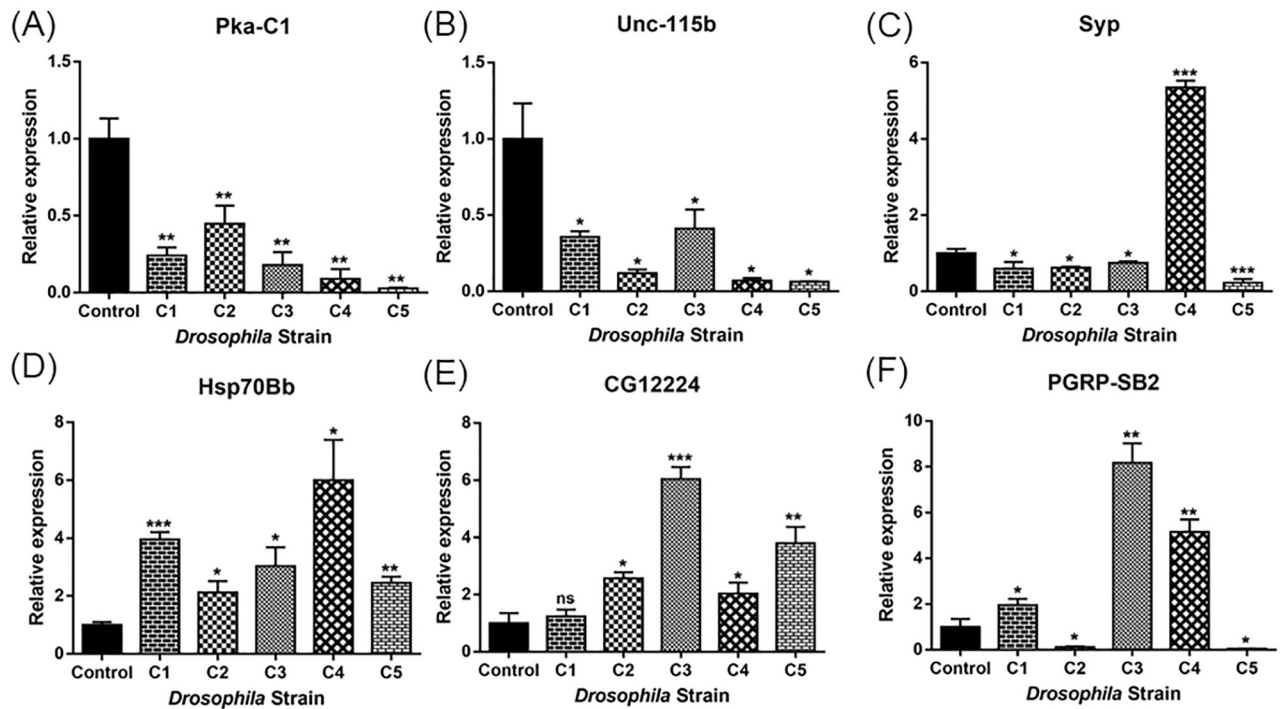 (A)
Pka-C1
Relative expression
1.5
1.0
0.5
0.0
** ** ** ** **
Control C1 C2 C3 C4 C5
Drosophila Strain
(B)
Unc-115b
Relative expression
1.5
1.0
0.5
0.0
* * * * *
Control C1 C2 C3 C4 C5
Drosophila Strain
(C)
Syp
Relative expression
6
4
2
0
* * * *** ***
Control C1 C2 C3 C4 C5
Drosophila Strain
(D)
Hsp70Bb
Relative expression
8
6
4
2
0
*** * * * **
Control C1 C2 C3 C4 C5
Drosophila Strain
(E)
CG12224
Relative expression
8
6
4
2
0
ns * *** * **
Control C1 C2 C3 C4 C5
Drosophila Strain
(F)
PGRP-SB2
Relative expression
10
8
6
4
2
0
* * ** ** *
Control C1 C2 C3 C4 C5
Drosophila Strain